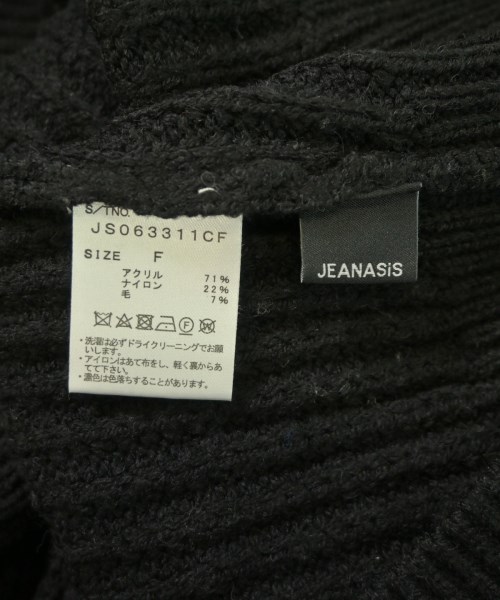 S/TNO.
JS063311CF
SIZE F
アクリル 71%
ナイロン 22%
毛 7%
F W
・洗濯は必ずドライクリーニングでお願
いします。
・アイロンはあて布をし、軽く裏からあ
てて下さい。
・濃色は色落ちすることがあります。
JEANASiS